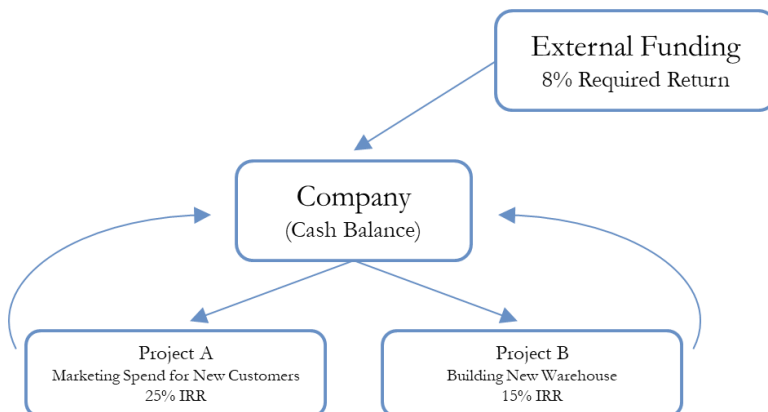 External Funding
8% Required Return
Company
(Cash Balance)
Project A
Marketing Spend for New Customers
25% IRR
Project B
Building New Warehouse
15% IRR